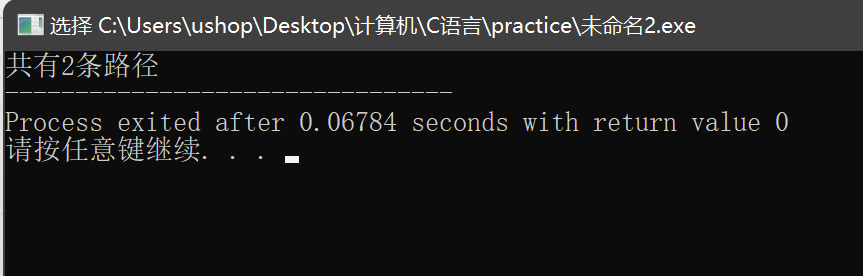 选择 C:\Users\ushop\Desktop\计算机\C语言\practice\未命名2.exe
共有2条路径
--------------------------------
Process exited after 0.06784 seconds with return value 0
请按任意键继续. . .